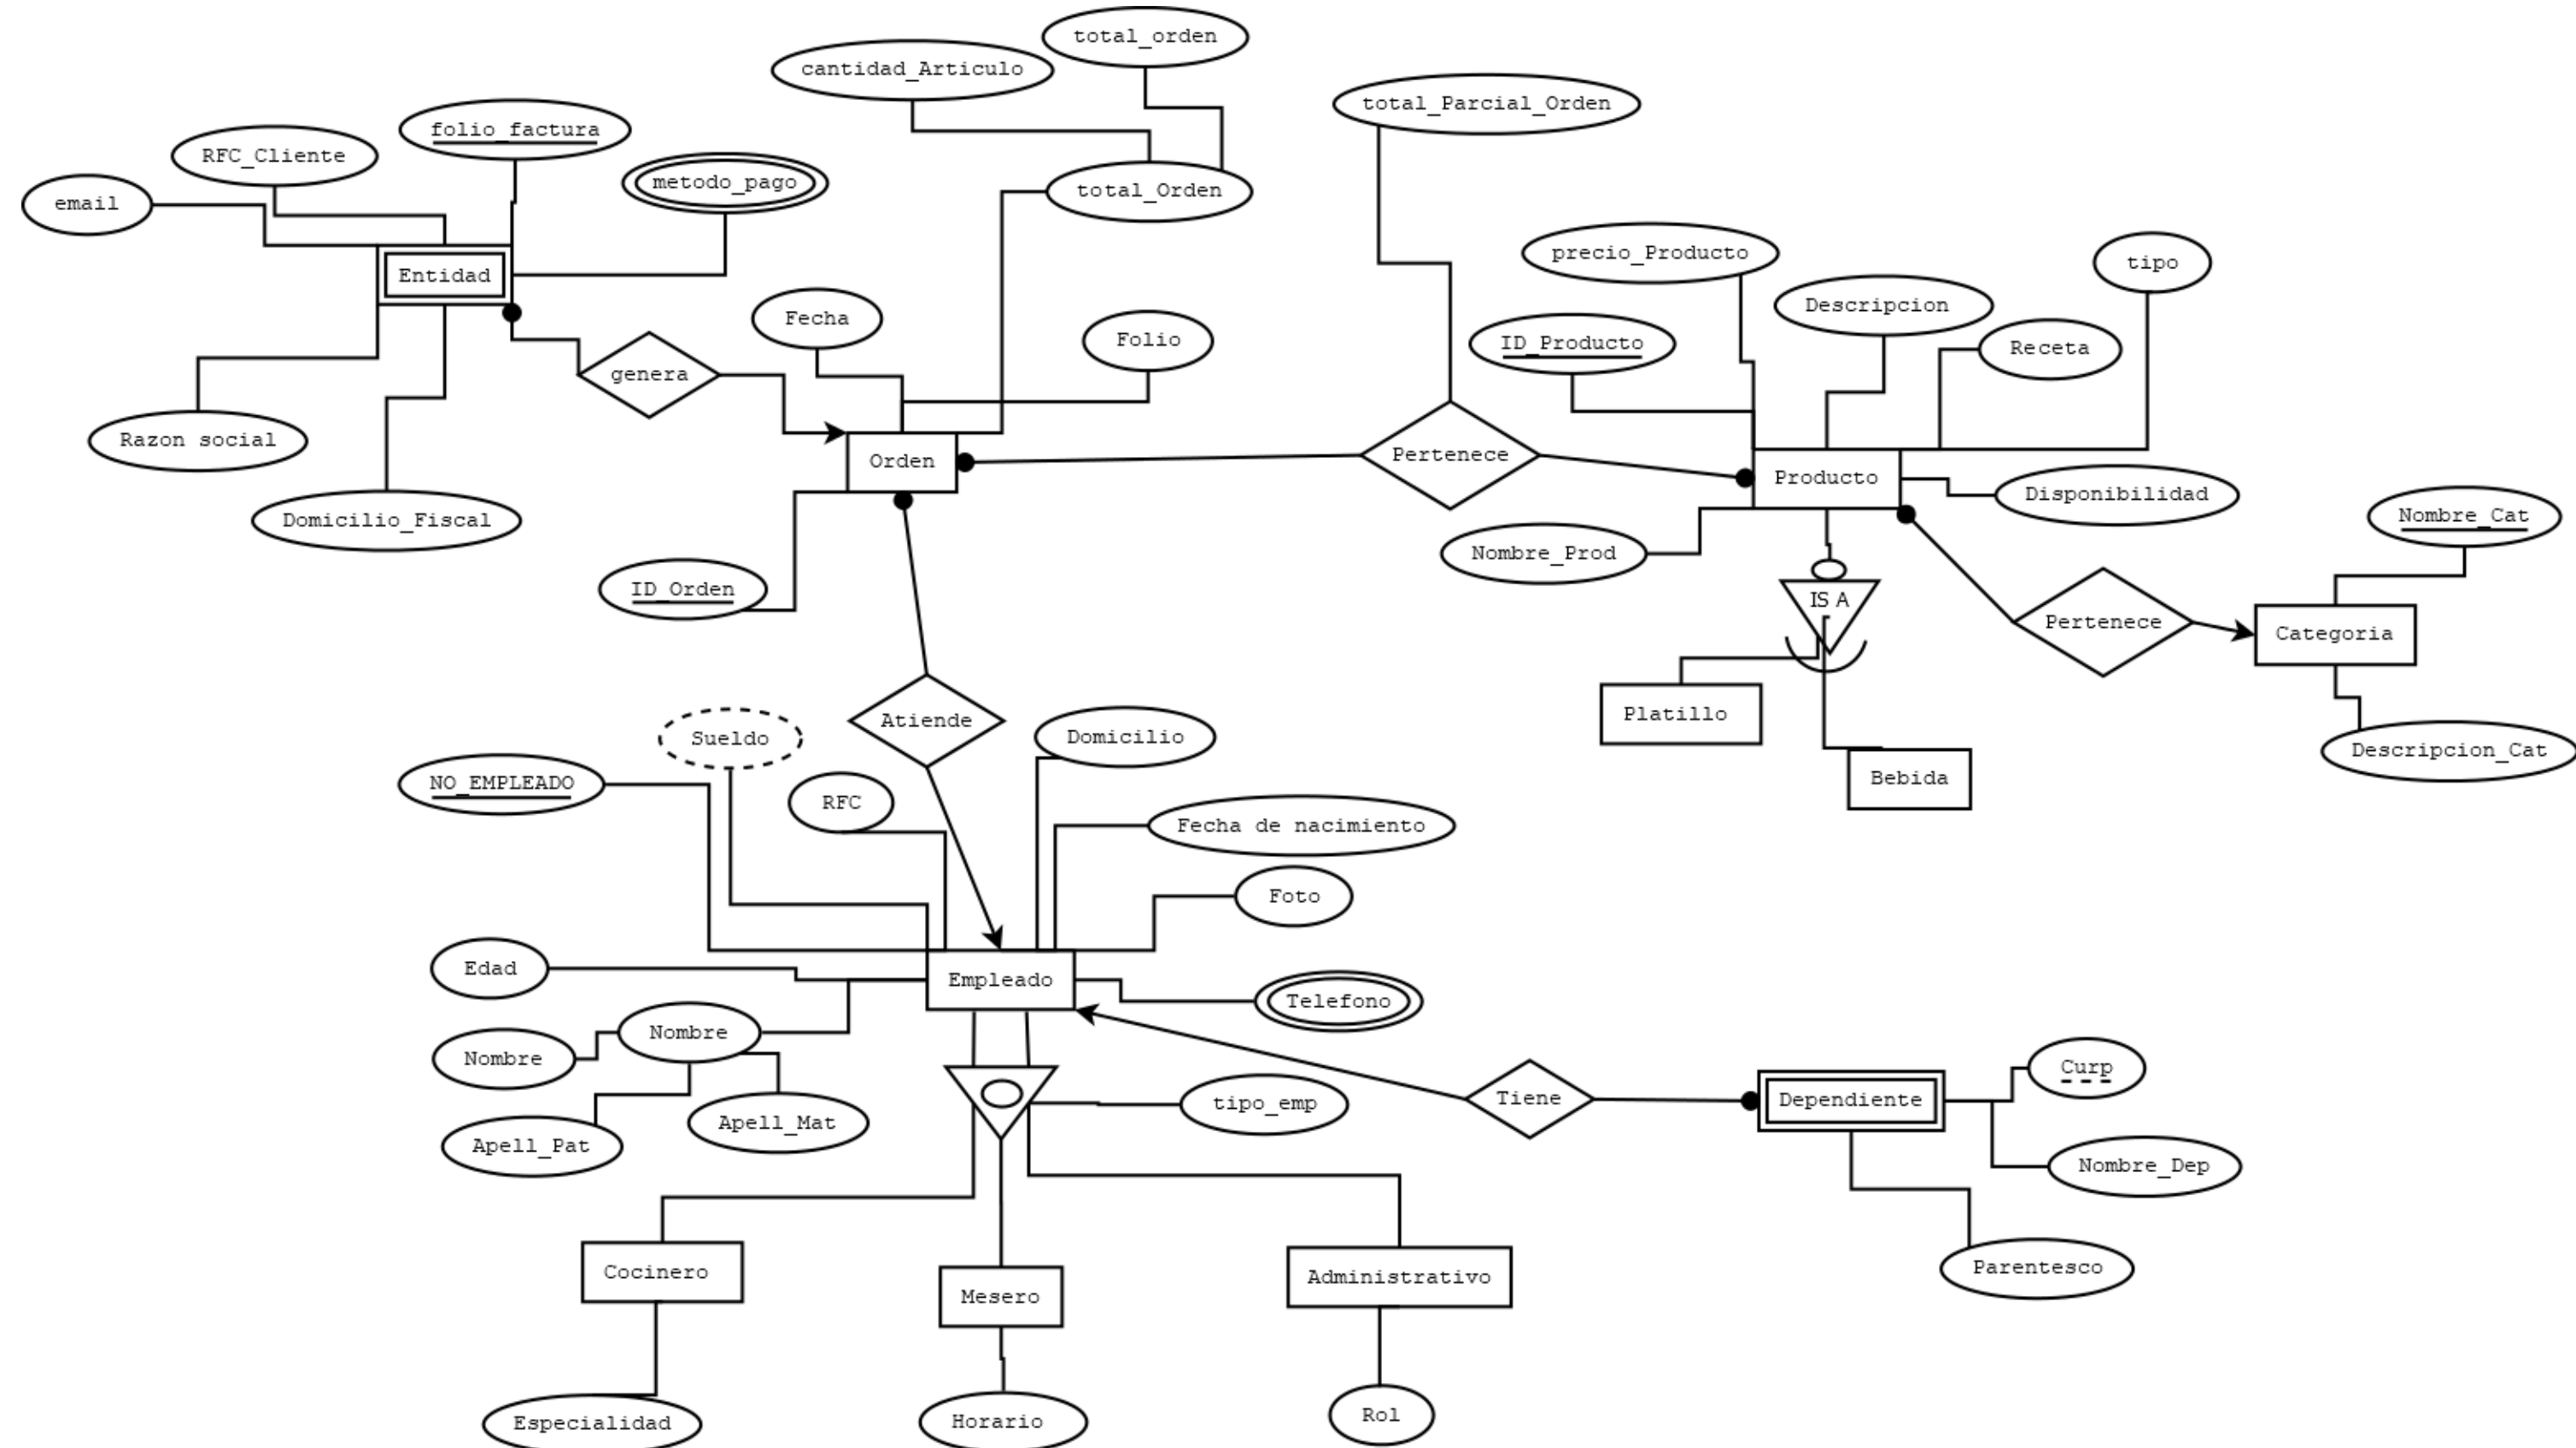 total_orden
cantidad_Articulo
total_Parcial_Orden
folio_factura
RFC_Cliente
metodo_pago
total_Orden
email
precio_Producto
tipo
Entidad
Descripcion
Fecha
Folio
ID_Producto
Receta
genera
Razon social
Orden
Pertenece
Producto
Disponibilidad
Nombre_Cat
Domicilio_Fiscal
Nombre_Prod
ID_Orden
IS A
Pertenece
Categoria
Platillo
Atiende
Sueldo
Domicilio
Descripcion_Cat
Bebida
NO_EMPLEADO
RFC
Fecha de nacimiento
Foto
Edad
Empleado
Telefono
Nombre
Nombre
Curp
Tiene
Dependiente
tipo_emp
Apell_Mat
Apell_Pat
Nombre_Dep
Cocinero
Mesero
Administrativo
Parentesco
Especialidad
Horario
Rol